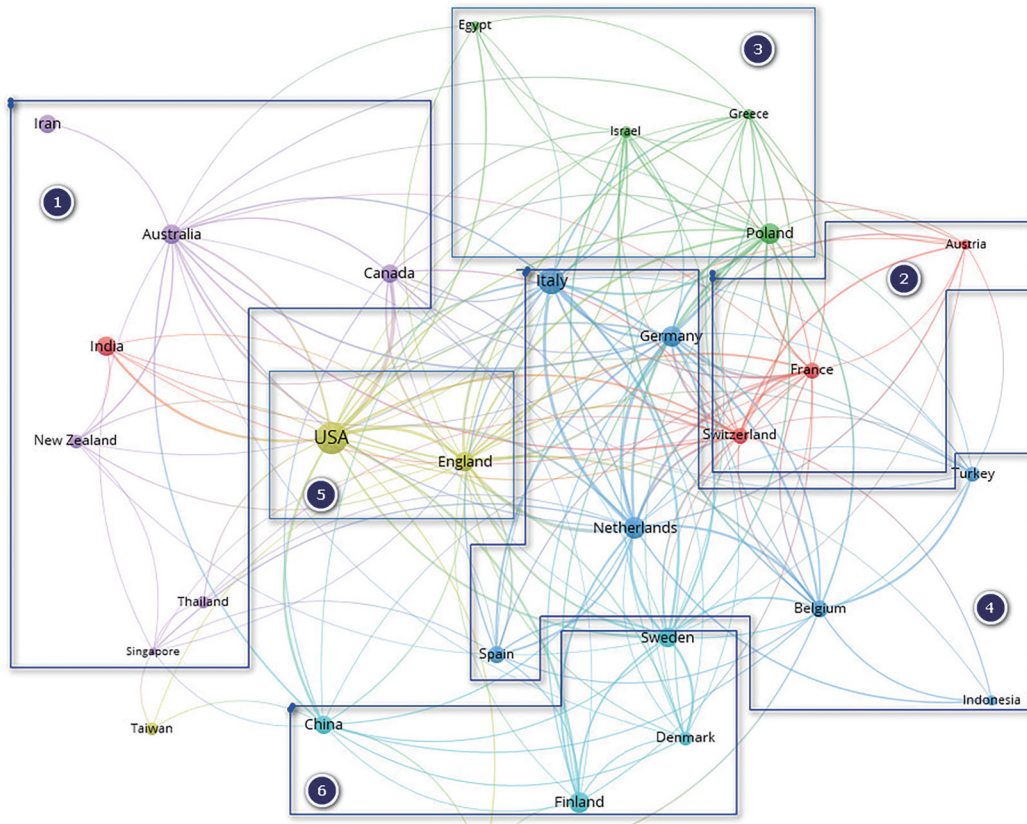 Egypt
3
Iran
Greece
Israel
1
Australia
Poland
Austria
Canada
2
Italy
India
Germany
France
USA
Switzerland
New Zealand
England
Turkey
5
Netherlands
Thailand
Belgium
4
Sweden
Singapore
Spain
Indonesia
China
Taiwan
Denmark
6
Finland